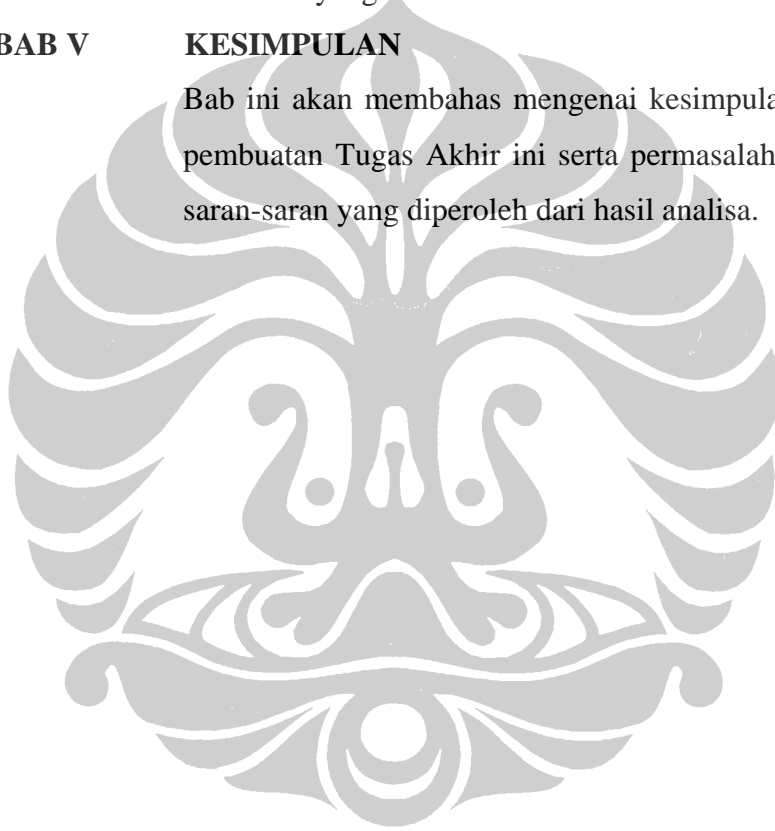 yang
BAB V KESIMPULAN
Bab ini akan membahas mengenai kesimpula
pembuatan Tugas Akhir ini serta permasalah
saran-saran yang diperoleh dari hasil analisa.